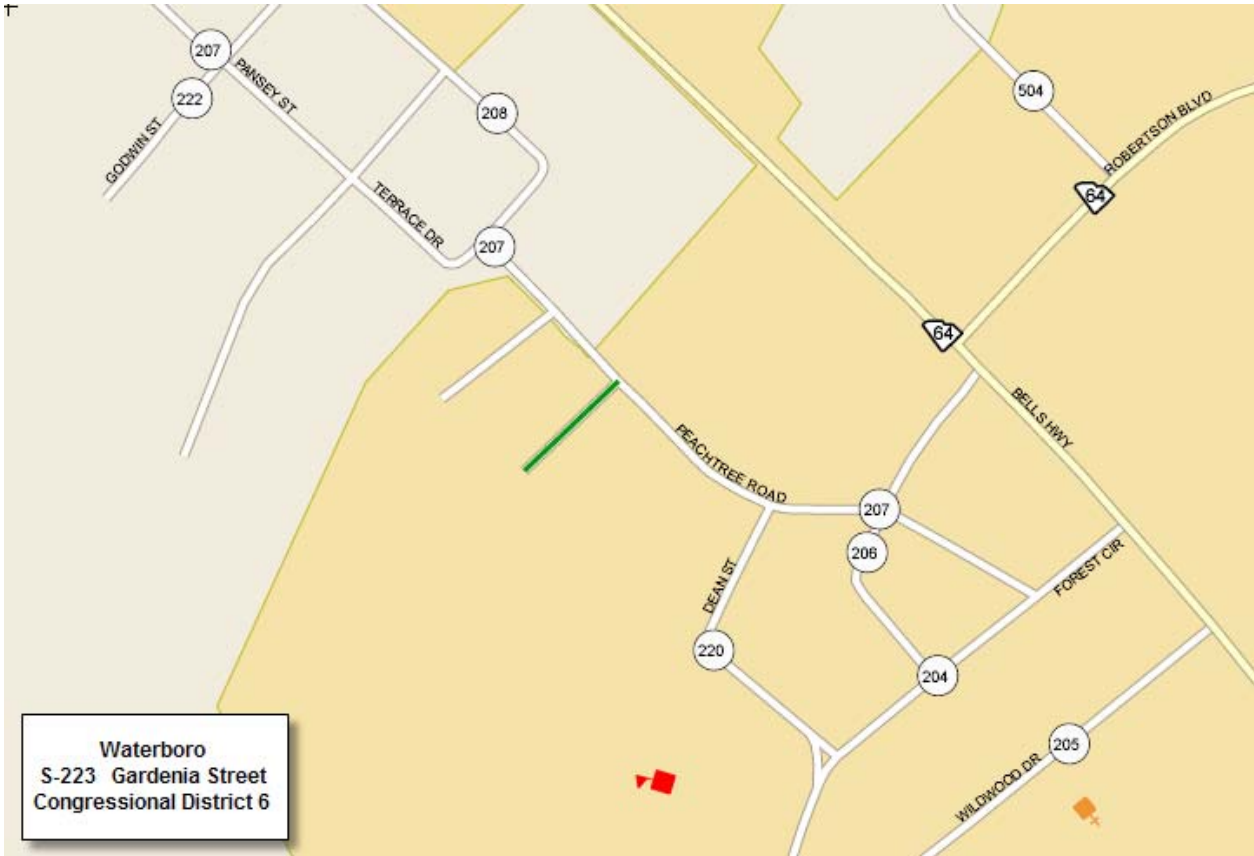 207
PANSEY ST
222
GODWIN ST
208
504
ROBERTSON BLVD
64
TERRACE DR
207
64
BELLS HWY
PEACHTREE ROAD
207
206
DEAN ST
FOREST CIR
220
204
205
WILDWOOD DR
Waterboro
S-223 Gardenia Street
Congressional District 6